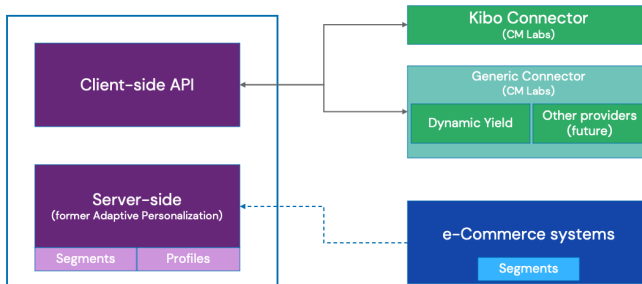 Client-side API
Server-side
(former Adaptive Personalization)
Segments
Profiles
Kibo Connector
(CM Labs)
Generic Connector
(CM Labs)
Dynamic Yield
Other providers
(future)
e-Commerce systems
Segments